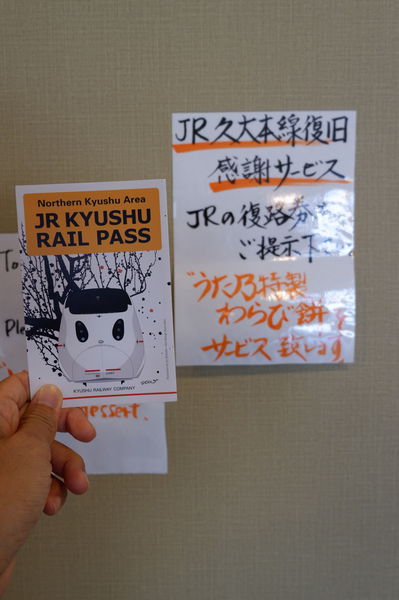 Northern Kyushu Area
JR KYUSHU
RAIL PASS
KYUSHU RAILWAY COMPANY
JR久大本線復旧
感謝サービス
JRの復路券
ご提示下
うた乃特製
わらび餅を
サービス致します
To
Ple
dessert.